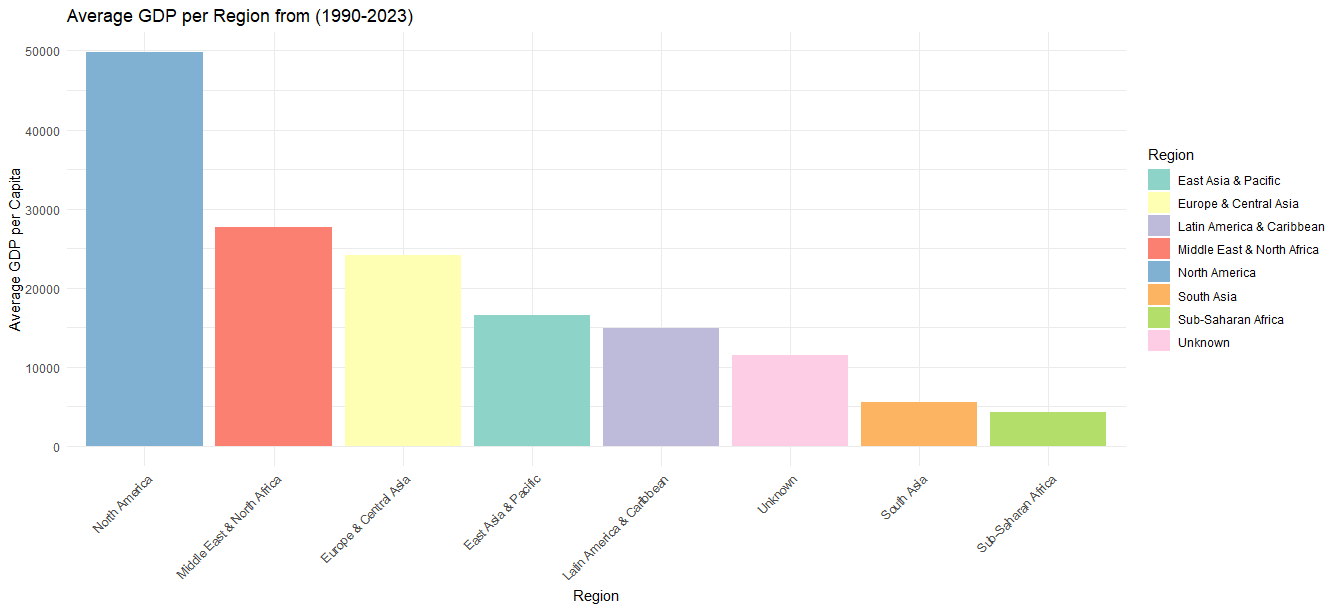 Average GDP per Region from (1990-2023)
Average GDP per Capita
50000
40000
30000
20000
10000
0
North America
Middle East & North Africa
Europe & Central Asia
East Asia & Pacific
Latin America & Caribbean
Unknown
South Asia
Sub-Saharan Africa
Region
Region
East Asia & Pacific
Europe & Central Asia
Latin America & Caribbean
Middle East & North Africa
North America
South Asia
Sub-Saharan Africa
Unknown